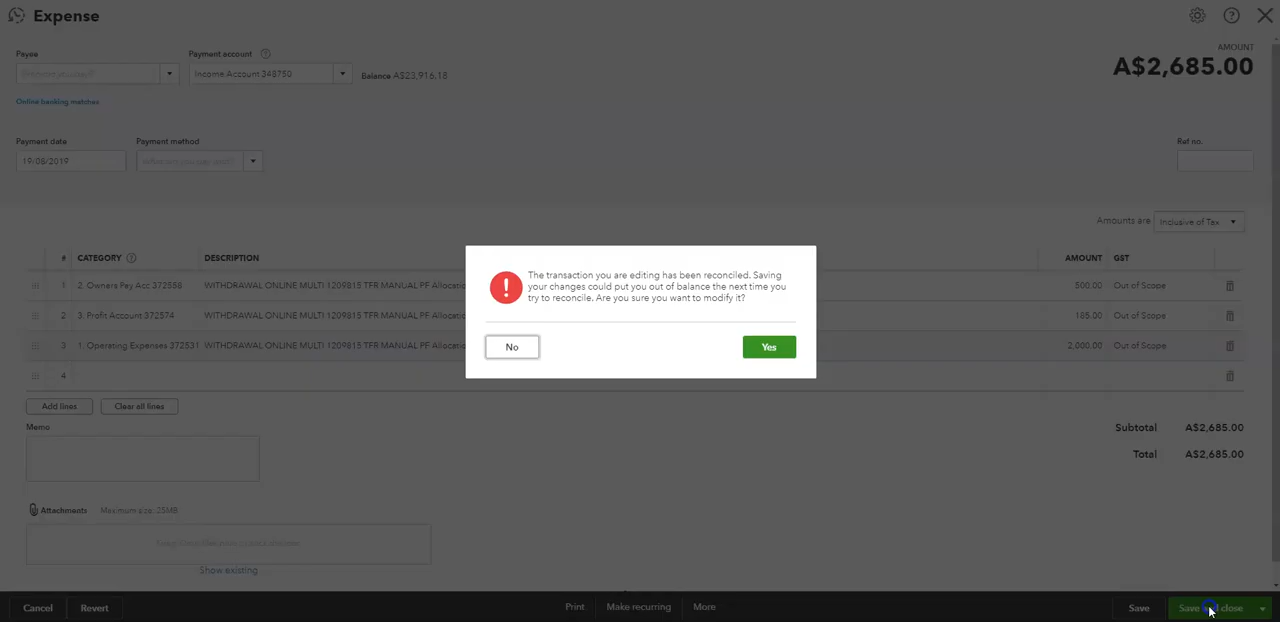 Expense
AMOUNT
A$2,685.00
Payee
Payment account
Income Account 348750
Balance A$23,916.18
Online banking matches
Payment date
Payment method
Ref no.
19/06/2019
Amounts are
Inclusive of Tax
# CATEGORY DESCRIPTION AMOUNT GST
1 2. Owners Pay Acc 372558 WITHDRAWAL ONLINE MULTI 1209815 TFR MANUAL PF Allocatio 500.00 Out of Scope
2 3. Profit Account 372574 WITHDRAWAL ONLINE MULTI 1209815 TFR MANUAL PF Allocatio 185.00 Out of Scope
3 1. Operating Expenses 372531 WITHDRAWAL ONLINE MULTI 1209815 TFR MANUAL PF Allocatio 2,000.00 Out of Scope
4
The transaction you are editing has been reconciled. Saving
your changes could put you out of balance the next time you
try to reconcile. Are you sure you want to modify it?
No
Yes
Add lines
Clear all lines
Memo
Subtotal A$2,685.00
Total A$2,685.00
Attachments Maximum size: 25MB
Show existing
Cancel
Revert
Print
Make recurring
More
Save
Save close